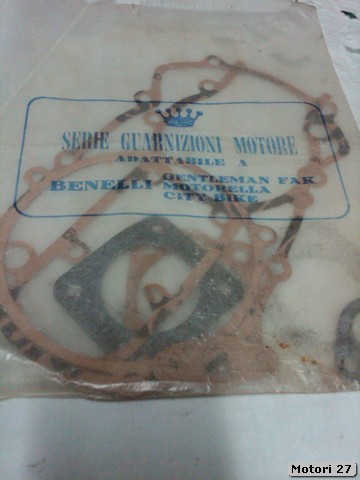 SERIE GUARNIZIONI MOTORE
ADATTABILE A
BENELLI GENTLEMAN FAK
MOTORELLA
CITY BIKE
Motori 27